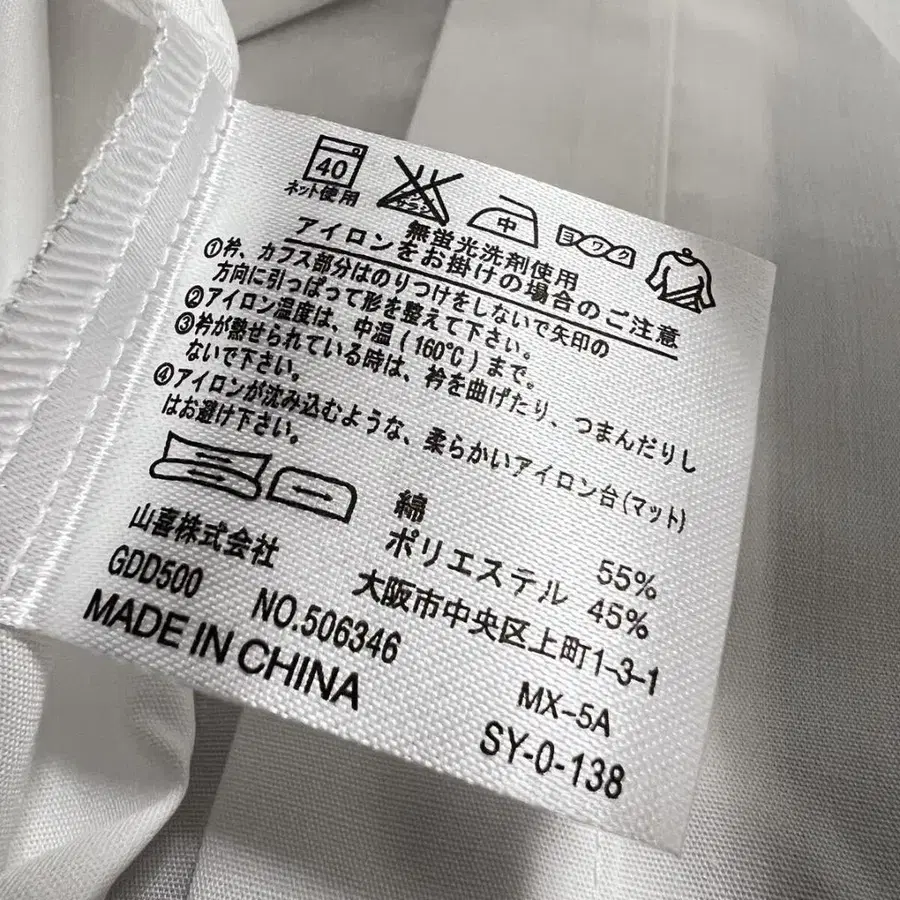 40
ネット使用
エンソ
サラシ
中
ヨワク
無蛍光洗剤使用
アイロンをお掛けの場合のご注意
①衿、カフス部分はのりつけをしないで矢印の
方向に引っぱって形を整えて下さい。
②アイロン温度は、中温(160℃)まで。
③衿が熱せられている時は、衿を曲げたり、つまんだりし
ないで下さい。
④アイロンが沈み込むような、柔らかいアイロン台(マット)
はお避け下さい。
綿 55%
ポリエステル 45%
山喜株式会社
大阪市中央区上町1-3-1
GDD500 NO.506346 MX-5A
MADE IN CHINA SY-0-138